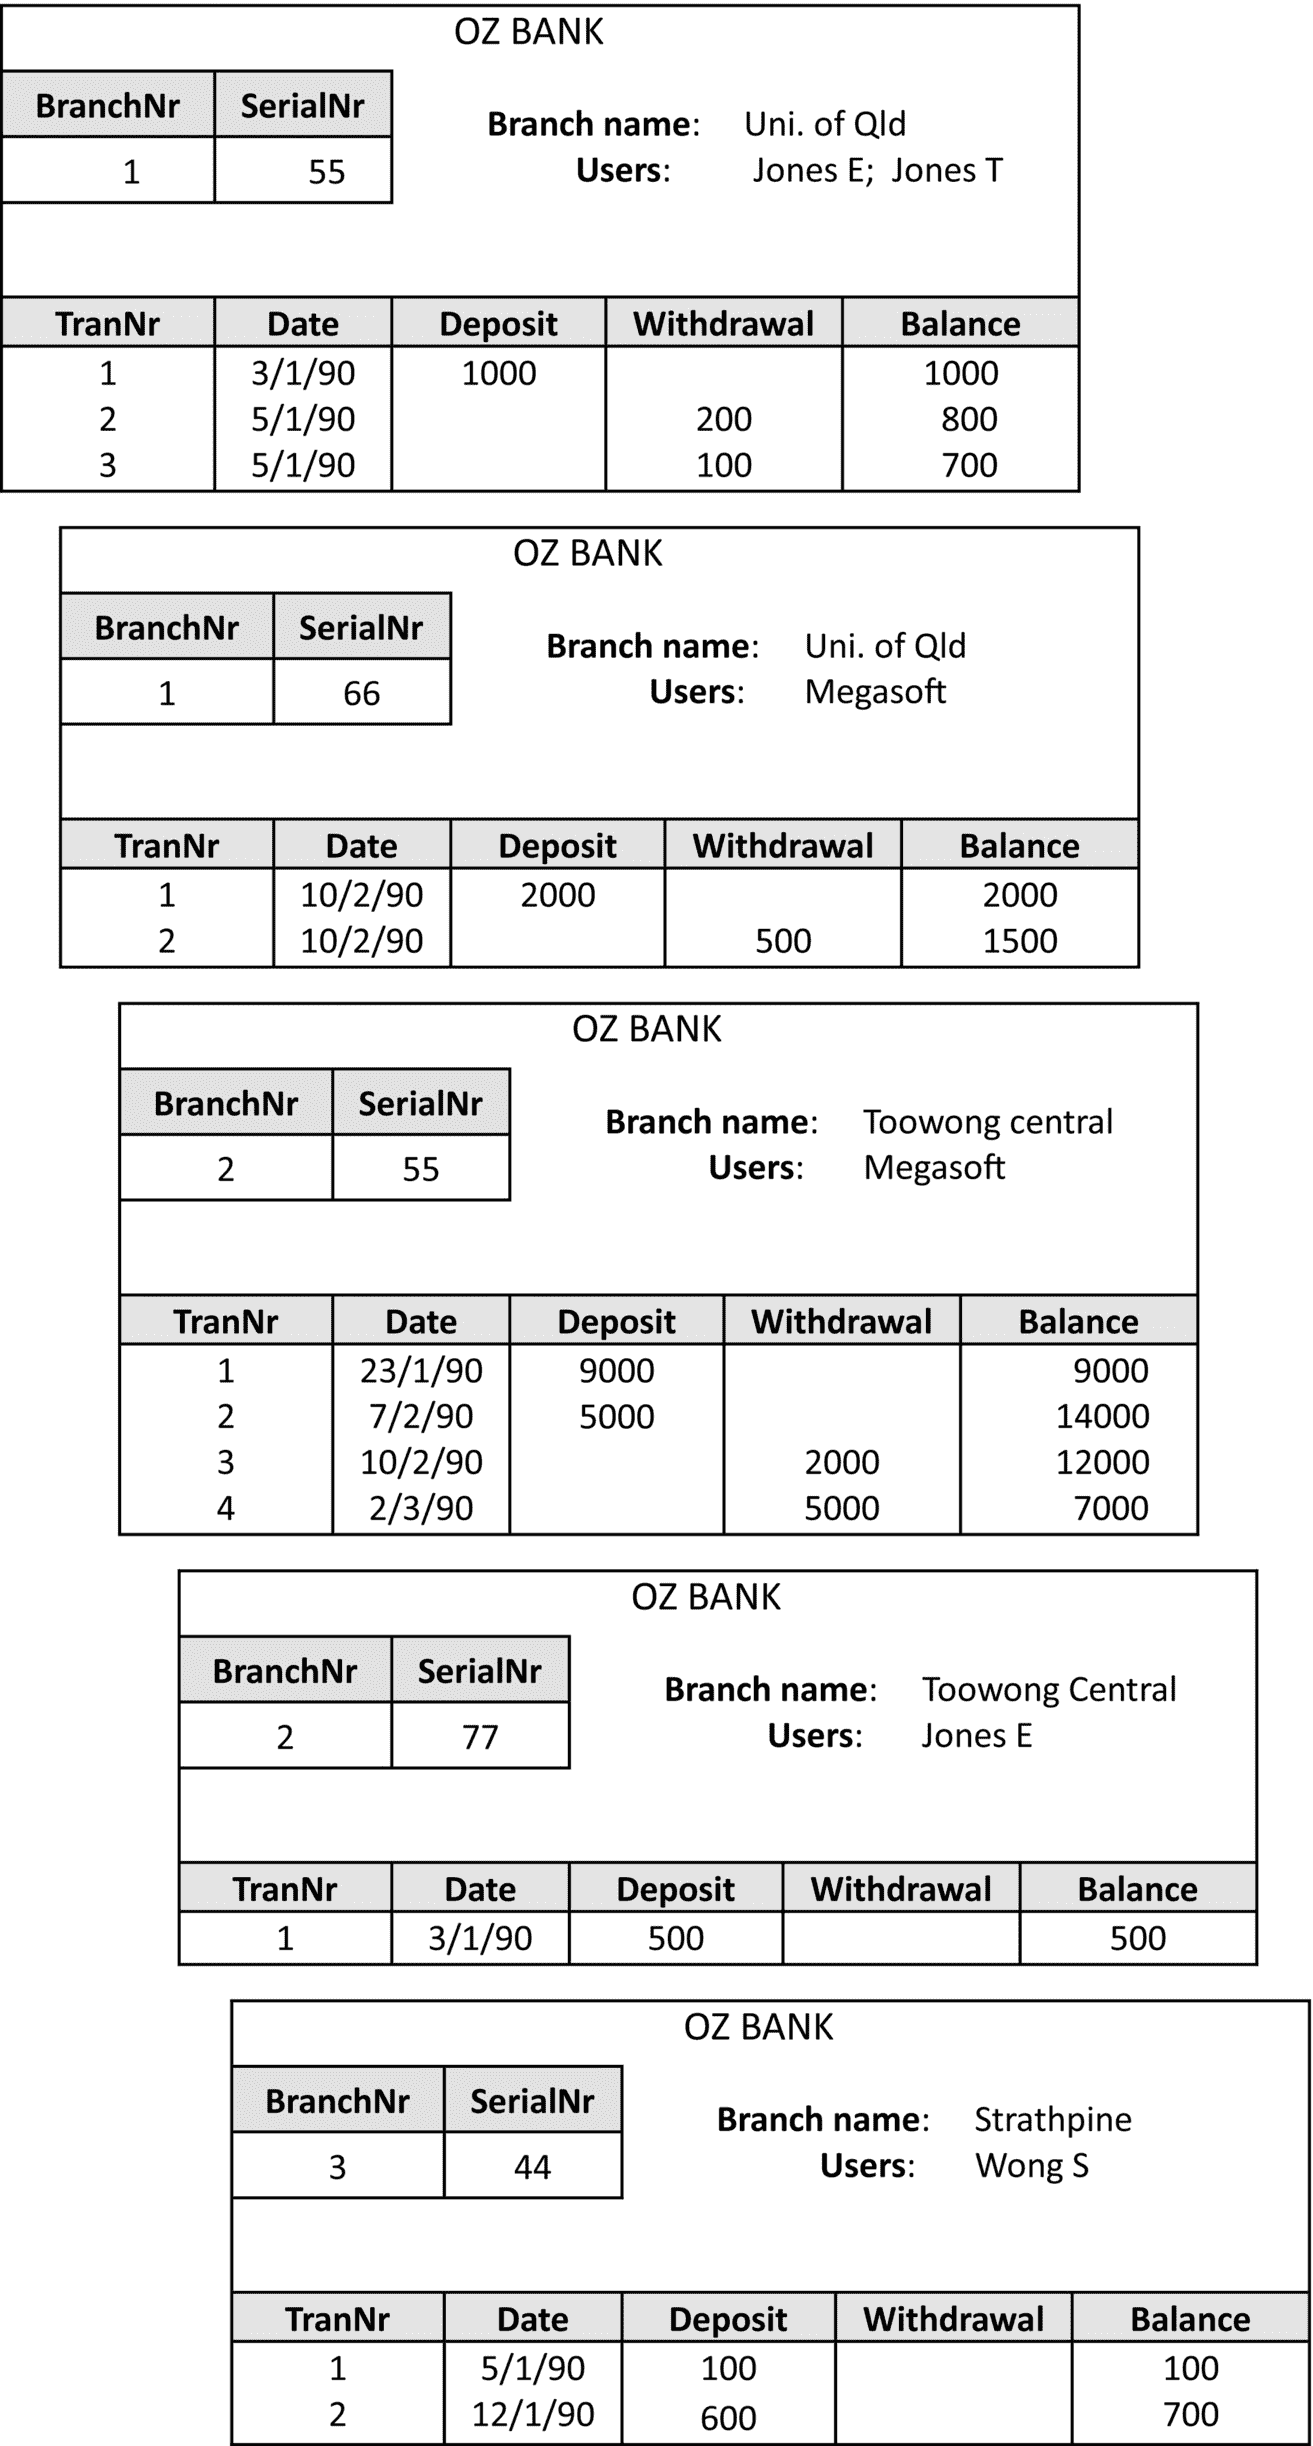 OZ BANK
BranchNr SerialNr
1 55
Branch name: Uni. of Qld
Users: Jones E; Jones T
TranNr Date Deposit Withdrawal Balance
1 3/1/90 1000 1000
2 5/1/90 200 800
3 5/1/90 100 700
OZ BANK
BranchNr SerialNr
1 66
Branch name: Uni. of Qld
Users: Megasoft
TranNr Date Deposit Withdrawal Balance
1 10/2/90 2000 2000
2 10/2/90 500 1500
OZ BANK
BranchNr SerialNr
2 55
Branch name: Toowong central
Users: Megasoft
TranNr Date Deposit Withdrawal Balance
1 23/1/90 9000 9000
2 7/2/90 5000 14000
3 10/2/90 2000 12000
4 2/3/90 5000 7000
OZ BANK
BranchNr SerialNr
2 77
Branch name: Toowong Central
Users: Jones E
TranNr Date Deposit Withdrawal Balance
1 3/1/90 500 500
OZ BANK
BranchNr SerialNr
3 44
Branch name: Strathpine
Users: Wong S
TranNr Date Deposit Withdrawal Balance
1 5/1/90 100 100
2 12/1/90 600 700